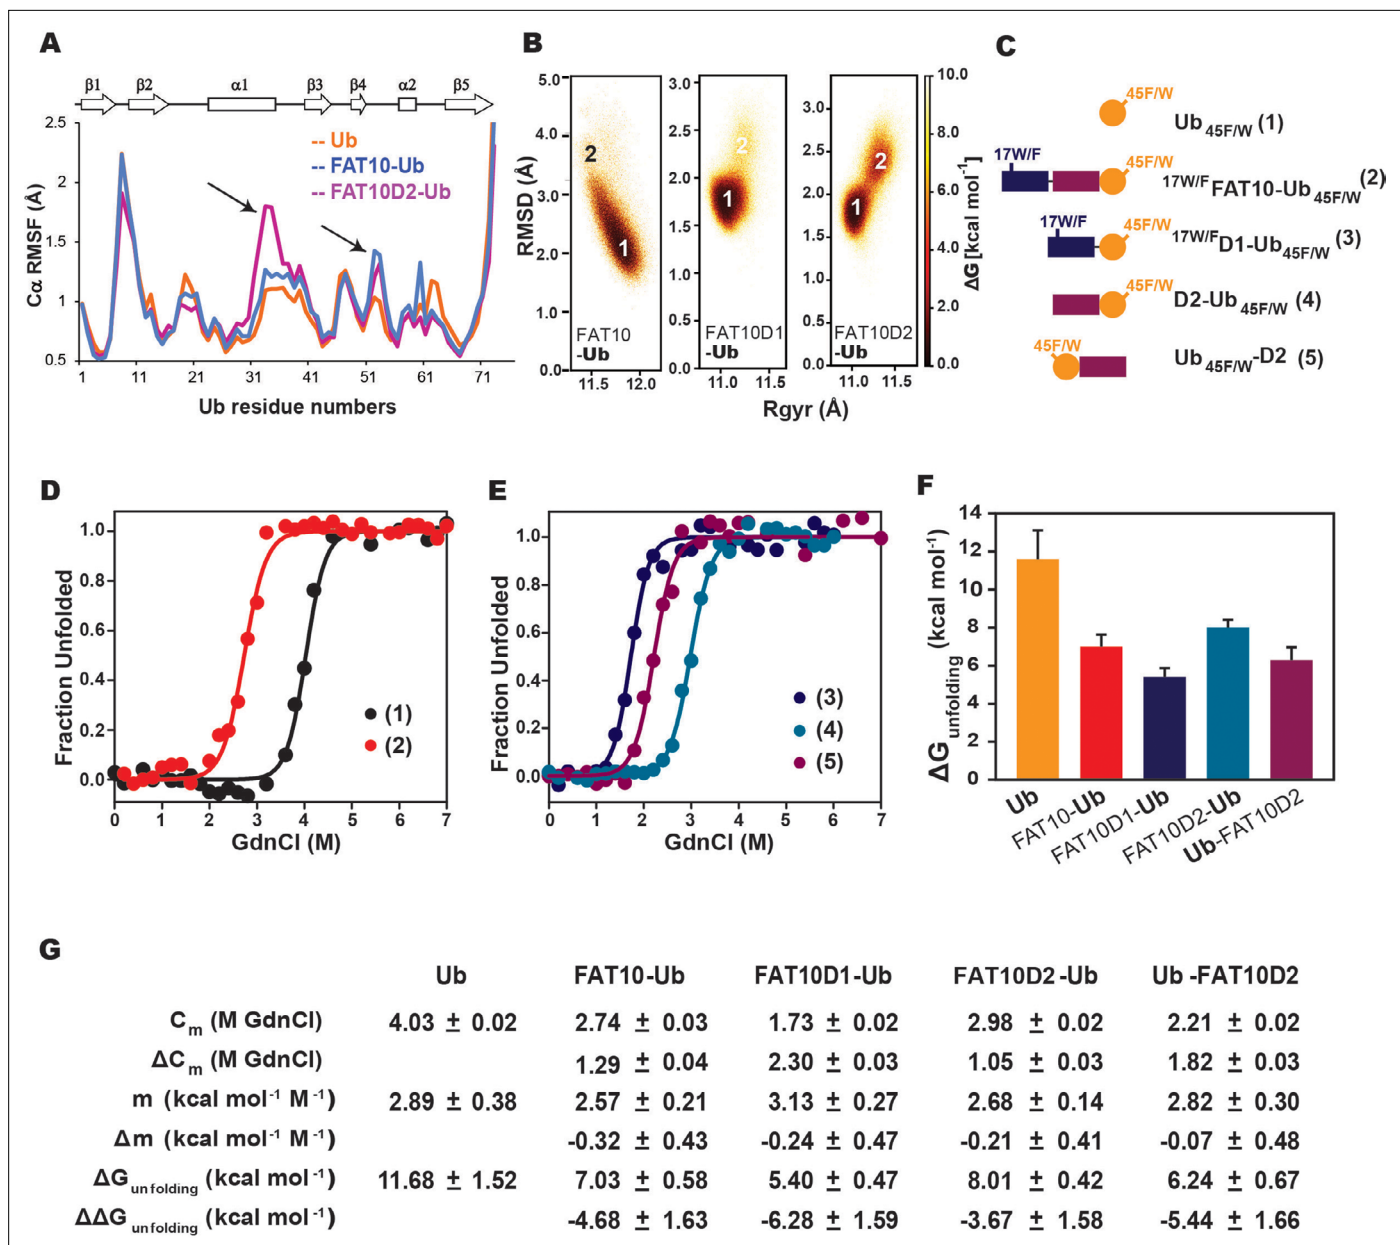 A
β1 β2 α1 β3 β4 α2 β5
2.5
2
1.5
1
0.5
Cα RMSF (Å)
-- Ub
-- FAT10-Ub
-- FAT10D2-Ub
1 11 21 31 41 51 61 71
Ub residue numbers
B
5.0
4.0
3.0
2.0
1.0
0.0
RMSD (Å)
2
1
FAT10
-Ub
11.5 12.0
3.0
2.5
2.0
1.5
1.0
0.5
0.0
2
1
FAT10D1
-Ub
11.0 11.5
3.0
2.5
2.0
1.5
1.0
0.5
0.0
2
1
FAT10D2
-Ub
11.0 11.5
Rgyr (Å)
10.0
8.0
6.0
4.0
2.0
0.0
ΔG [kcal mol⁻¹]
C
45F/W
Ub45F/W (1)
17W/F 45F/W
17W/FFAT10-Ub45F/W (2)
17W/F 45F/W
17W/FD1-Ub45F/W (3)
45F/W
D2-Ub45F/W (4)
45F/W
Ub45F/W-D2 (5)
D
1.0
0.8
0.6
0.4
0.2
0.0
Fraction Unfolded
(1)
(2)
0 1 2 3 4 5 6 7
GdnCl (M)
E
1.0
0.8
0.6
0.4
0.2
0.0
Fraction Unfolded
(3)
(4)
(5)
0 1 2 3 4 5 6 7
GdnCl (M)
F
14
12
10
8
6
4
2
0
ΔGunfolding (kcal mol⁻¹)
Ub
FAT10-Ub
FAT10D1-Ub
FAT10D2-Ub
Ub-FAT10D2
G
Ub FAT10-Ub FAT10D1-Ub FAT10D2-Ub Ub -FAT10D2
Cm (M GdnCl) 4.03 ± 0.02 2.74 ± 0.03 1.73 ± 0.02 2.98 ± 0.02 2.21 ± 0.02
ΔCm (M GdnCl) 1.29 ± 0.04 2.30 ± 0.03 1.05 ± 0.03 1.82 ± 0.03
m (kcal mol⁻¹ M⁻¹) 2.89 ± 0.38 2.57 ± 0.21 3.13 ± 0.27 2.68 ± 0.14 2.82 ± 0.30
Δm (kcal mol⁻¹ M⁻¹) -0.32 ± 0.43 -0.24 ± 0.47 -0.21 ± 0.41 -0.07 ± 0.48
ΔGunfolding (kcal mol⁻¹) 11.68 ± 1.52 7.03 ± 0.58 5.40 ± 0.47 8.01 ± 0.42 6.24 ± 0.67
ΔΔGunfolding (kcal mol⁻¹) -4.68 ± 1.63 -6.28 ± 1.59 -3.67 ± 1.58 -5.44 ± 1.66